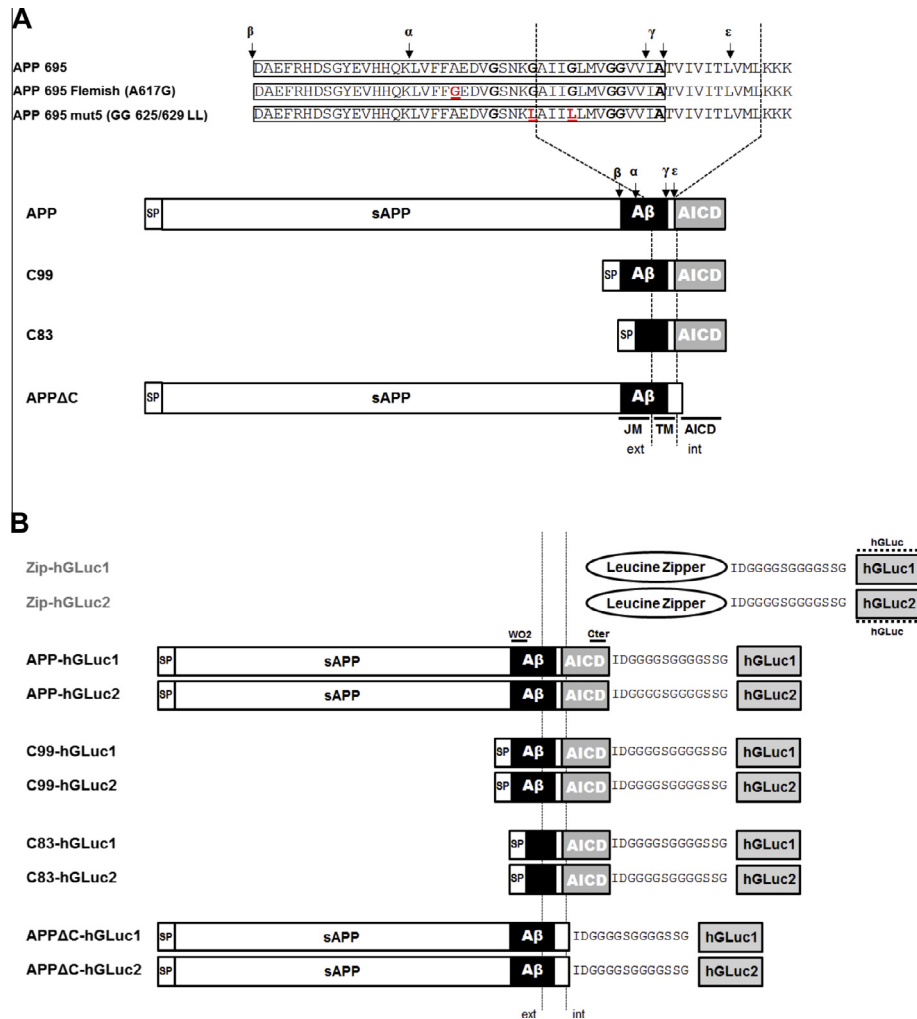 A
β α γ ε
APP 695 DAEFRHDSGYEVHHQKLVFFAEDVGSNKGAIIGLMVGGVVIATVIVITLVMLKKK
APP 695 Flemish (A617G) DAEFRHDSGYEVHHQKLVFFGEDVGSNKGAIIGLMVGGVVIATVIVITLVMLKKK
APP 695 mut5 (GG 625/629 LL) DAEFRHDSGYEVHHQKLVFFAEDVGSNKLAIILLMVGGVVIATVIVITLVMLKKK
β α γ ε
APP SP sAPP Aβ AICD
C99 SP Aβ AICD
C83 SP AICD
APPΔC SP sAPP Aβ
JM TM AICD
ext int
B
hGLuc
Zip-hGLuc1 Leucine Zipper IDGGGGSGGGGSSG hGLuc1
Zip-hGLuc2 Leucine Zipper IDGGGGSGGGGSSG hGLuc2
hGLuc
WO2 Cter
APP-hGLuc1 SP sAPP Aβ AICD IDGGGGSGGGGSSG hGLuc1
APP-hGLuc2 SP sAPP Aβ AICD IDGGGGSGGGGSSG hGLuc2
C99-hGLuc1 SP Aβ AICD IDGGGGSGGGGSSG hGLuc1
C99-hGLuc2 SP Aβ AICD IDGGGGSGGGGSSG hGLuc2
C83-hGLuc1 SP AICD IDGGGGSGGGGSSG hGLuc1
C83-hGLuc2 SP AICD IDGGGGSGGGGSSG hGLuc2
APPΔC-hGLuc1 SP sAPP Aβ IDGGGGSGGGGSSG hGLuc1
APPΔC-hGLuc2 SP sAPP Aβ IDGGGGSGGGGSSG hGLuc2
ext int